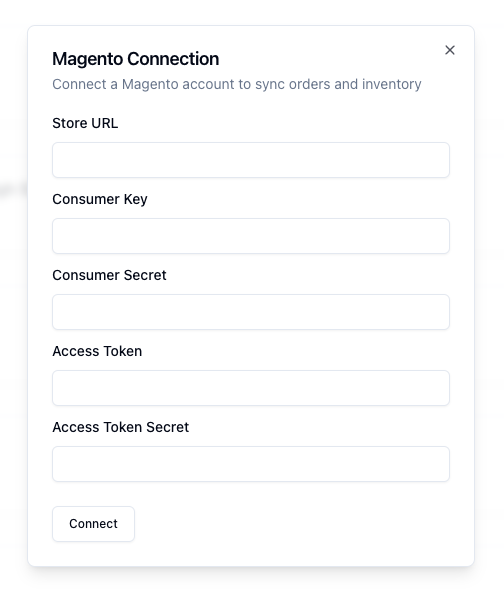 Magento Connection
Connect a Magento account to sync orders and inventory
Store URL
Consumer Key
Consumer Secret
Access Token
Access Token Secret
Connect